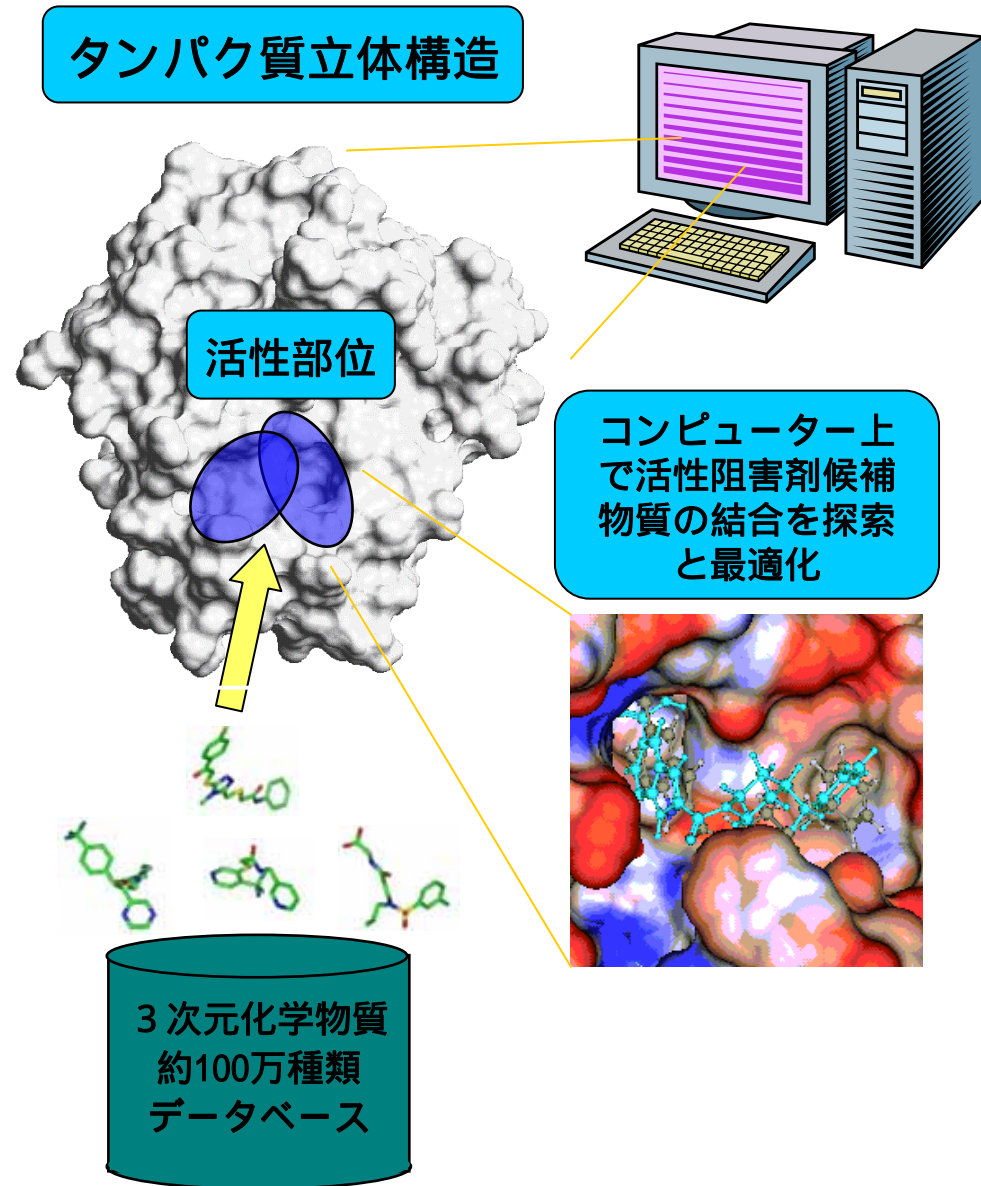 タンパク質立体構造
活性部位
コンピューター上
で活性阻害剤候補
物質の結合を探索
と最適化
３次元化学物質
約100万種類
データベース